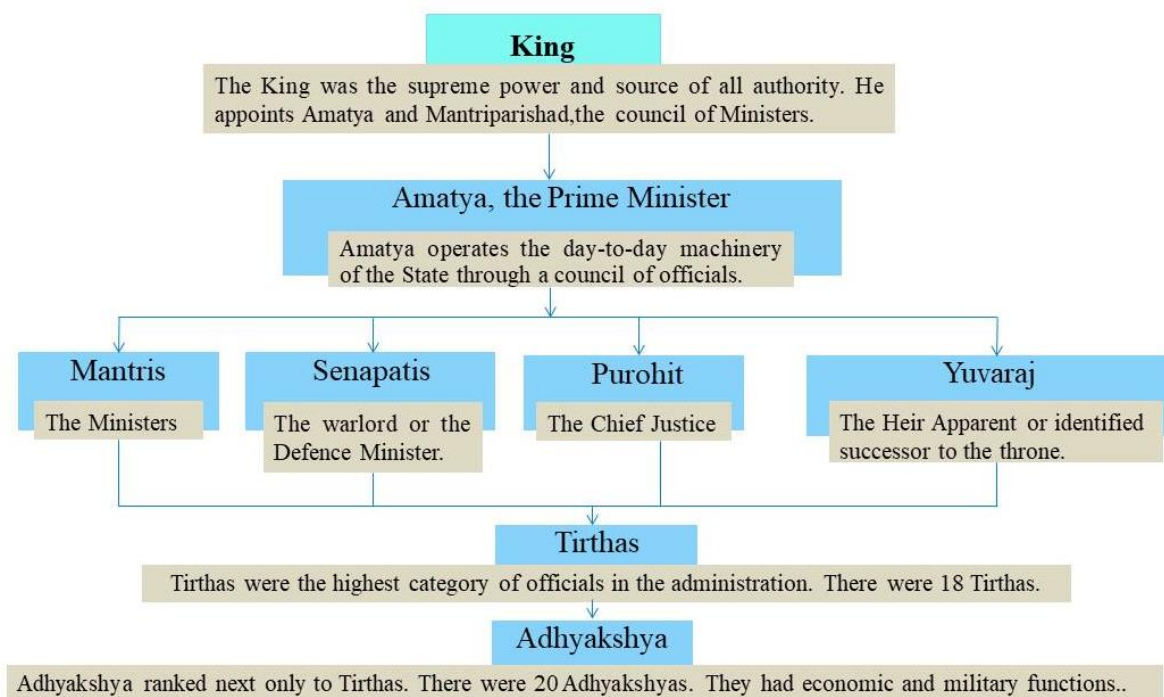 King
The King was the supreme power and source of all authority. He
appoints Amatya and Mantriparishad,the council of Ministers.
Amatya, the Prime Minister
Amatya operates the day-to-day machinery
of the State through a council of officials.
Mantris
The Ministers
Senapatis
The warlord or the
Defence Minister.
Purohit
The Chief Justice
Yuvaraj
The Heir Apparent or identified
successor to the throne.
Tirthas
Tirthas were the highest category of officials in the administration. There were 18 Tirthas.
Adhyakshya
Adhyakshya ranked next only to Tirthas. There were 20 Adhyakshyas. They had economic and military functions..